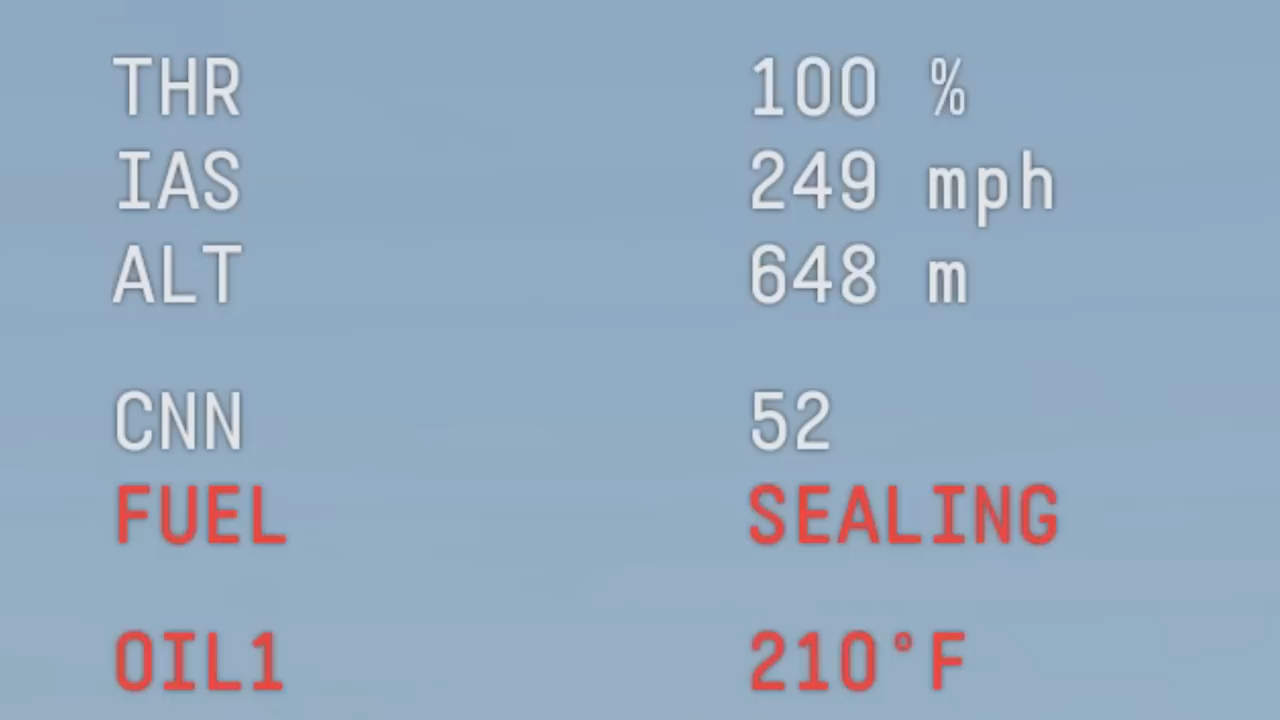 THR 100 %
IAS 249 mph
ALT 648 m
CNN 52
FUEL SEALING
OIL1 210°F